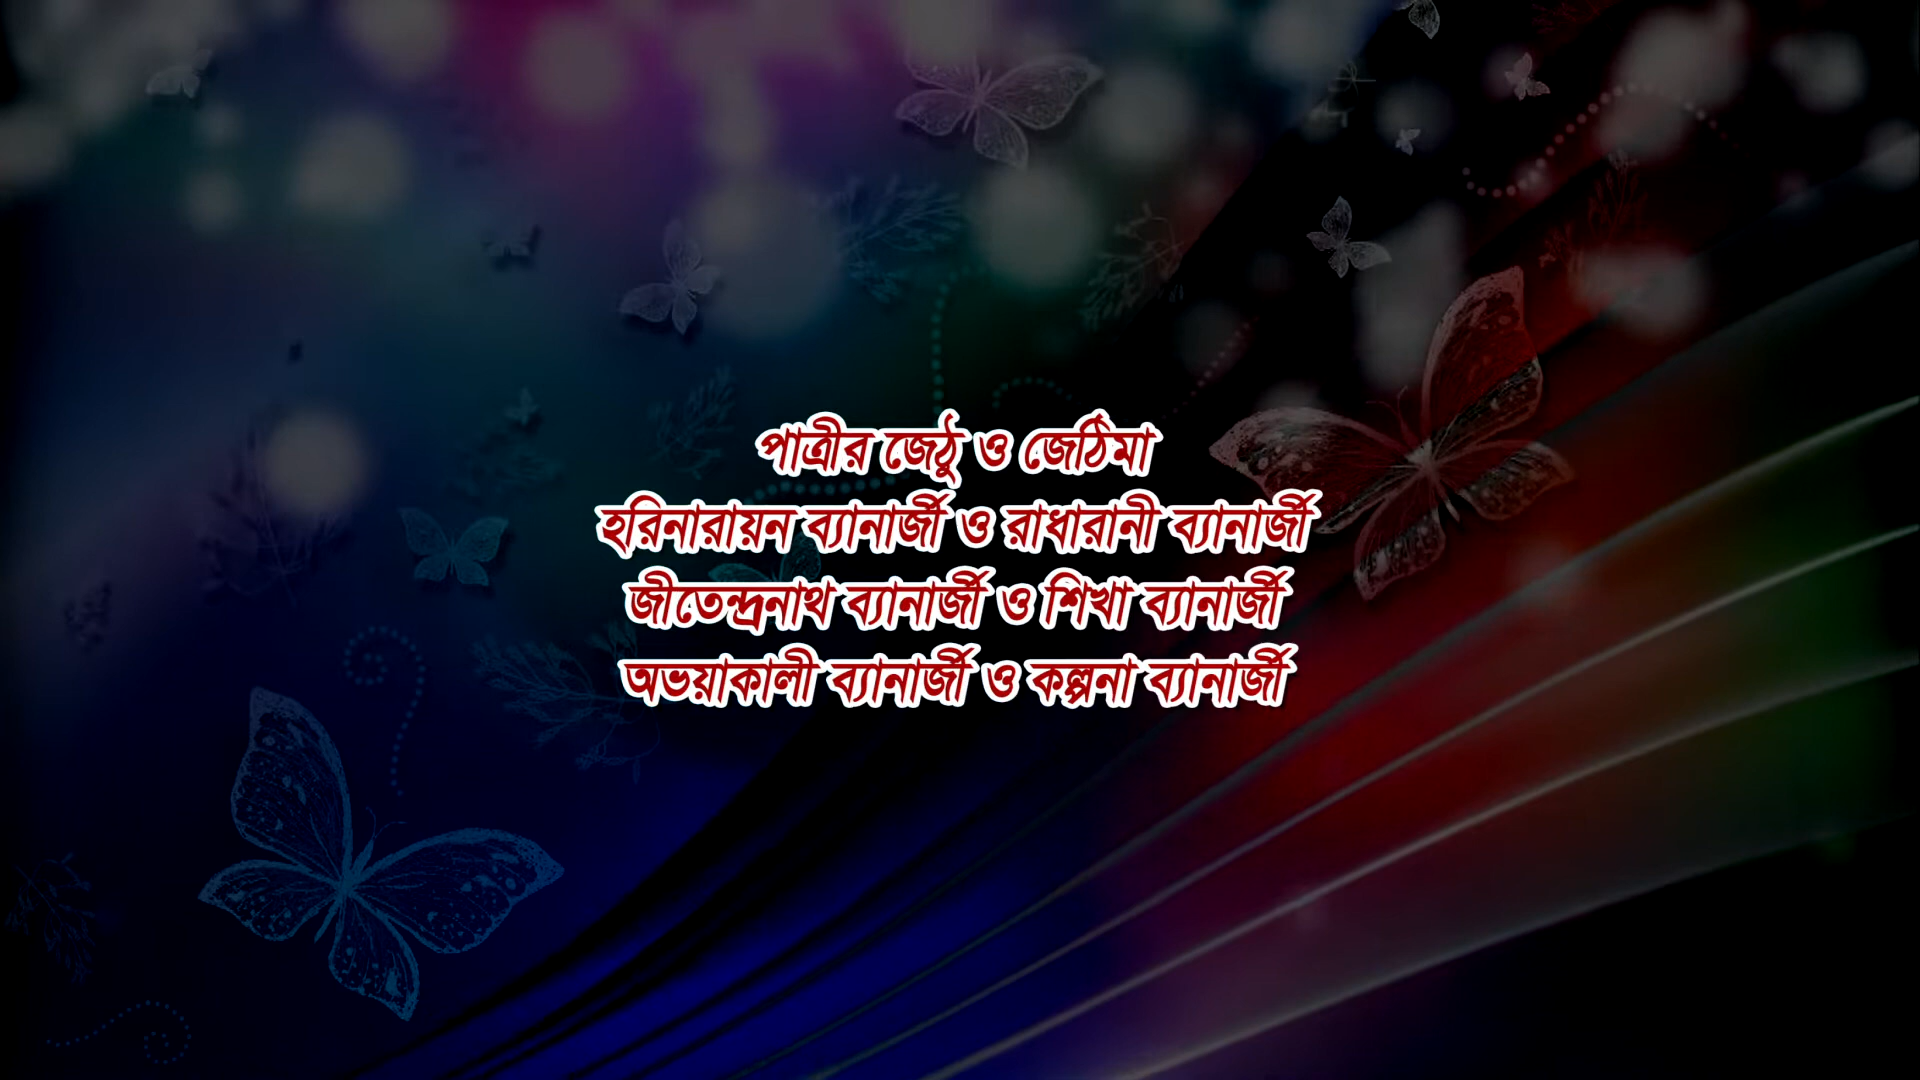 পাত্রীর জেঠু ও জেঠিমা
হরিনারায়ন ব্যানার্জী ও রাধারানী ব্যানার্জী
জীতেন্দ্রনাথ ব্যানার্জী ও শিখা ব্যানার্জী
অভয়াকালী ব্যানার্জী ও কল্পনা ব্যানার্জী